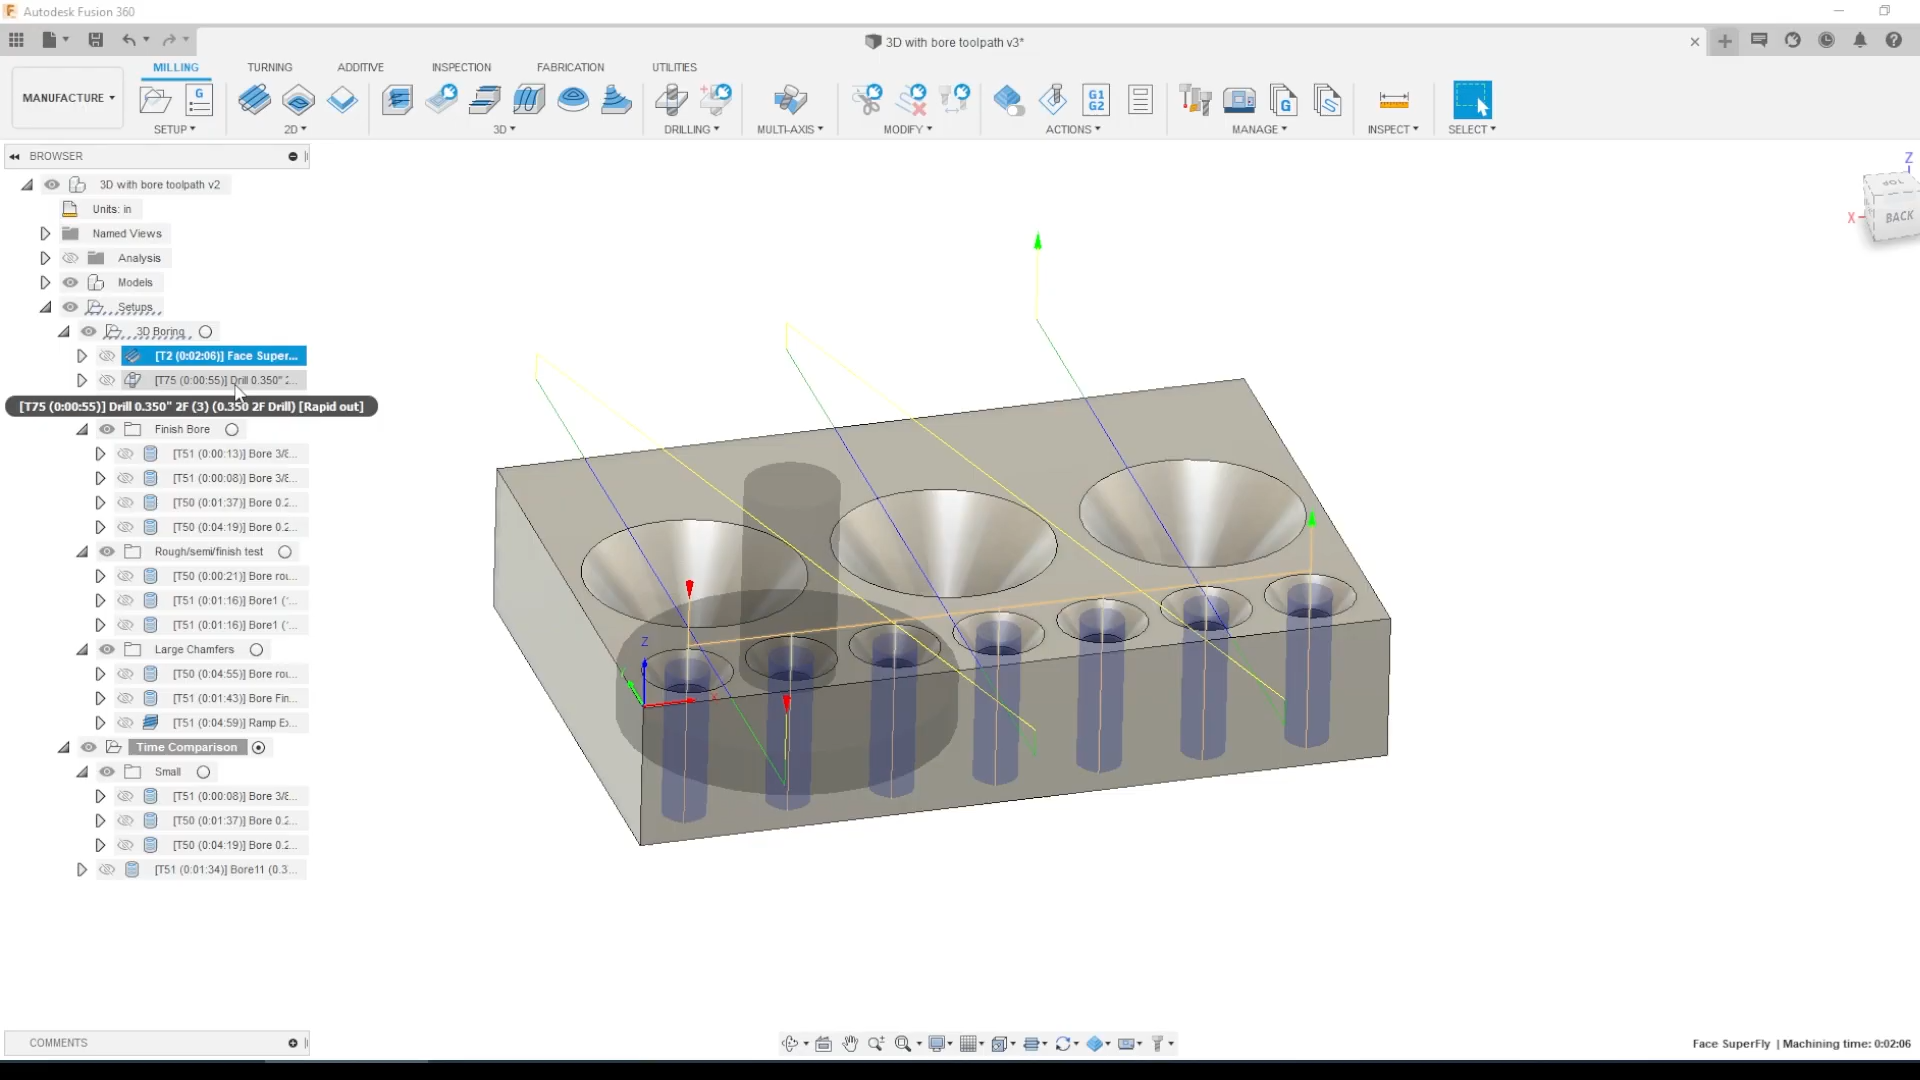 Autodesk Fusion 360
3D with bore toolpath v3*
MANUFACTURE
MILLING
TURNING
ADDITIVE
INSPECTION
FABRICATION
UTILITIES
G
G1
G2
G
SETUP
2D
3D
DRILLING
MULTI-AXIS
MODIFY
ACTIONS
MANAGE
INSPECT
SELECT
BROWSER
3D with bore toolpath v2
Units: in
Named Views
Analysis
Models
Setups
3D Boring
[T2 (0:02:06)] Face Super...
[T75 (0:00:55)] Drill 0.350" 2...
[T75 (0:00:55)] Drill 0.350" 2F (3) (0.350 2F Drill) [Rapid out]
Finish Bore
[T51 (0:00:13)] Bore 3/8...
[T51 (0:00:08)] Bore 3/8...
[T50 (0:01:37)] Bore 0.2...
[T50 (0:04:19)] Bore 0.2...
Rough/semi/finish test
[T50 (0:00:21)] Bore rou...
[T51 (0:01:16)] Bore1 (...
[T51 (0:01:16)] Bore1 (...
Large Chamfers
[T50 (0:04:55)] Bore rou...
[T51 (0:01:43)] Bore Fin...
[T51 (0:04:59)] Ramp Ex...
Time Comparison
Small
[T51 (0:00:08)] Bore 3/8...
[T50 (0:01:37)] Bore 0.2...
[T50 (0:04:19)] Bore 0.2...
[T51 (0:01:34)] Bore11 (0.3...
Z
TOP
X
BACK
Z
X
COMMENTS
Face SuperFly | Machining time: 0:02:06